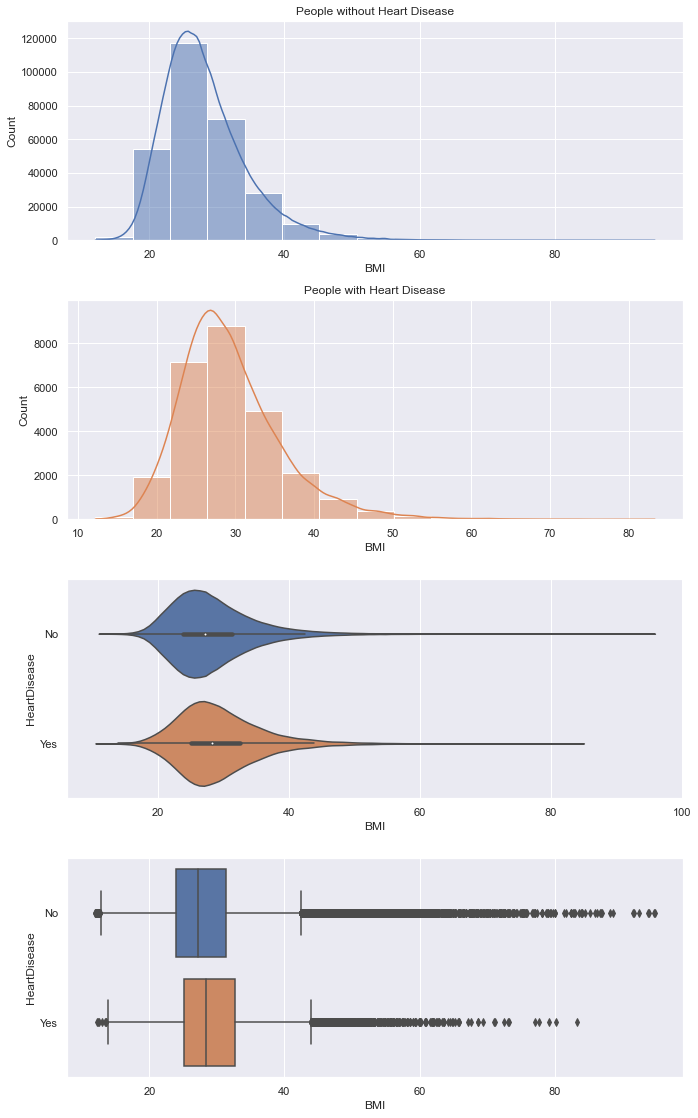 People without Heart Disease
120000
100000
80000
60000
40000
20000
0
Count
20 40 60 80
BMI
People with Heart Disease
8000
6000
4000
2000
0
Count
10 20 30 40 50 60 70 80
BMI
No
Yes
HeartDisease
20 40 60 80 100
BMI
No
Yes
HeartDisease
20 40 60 80
BMI